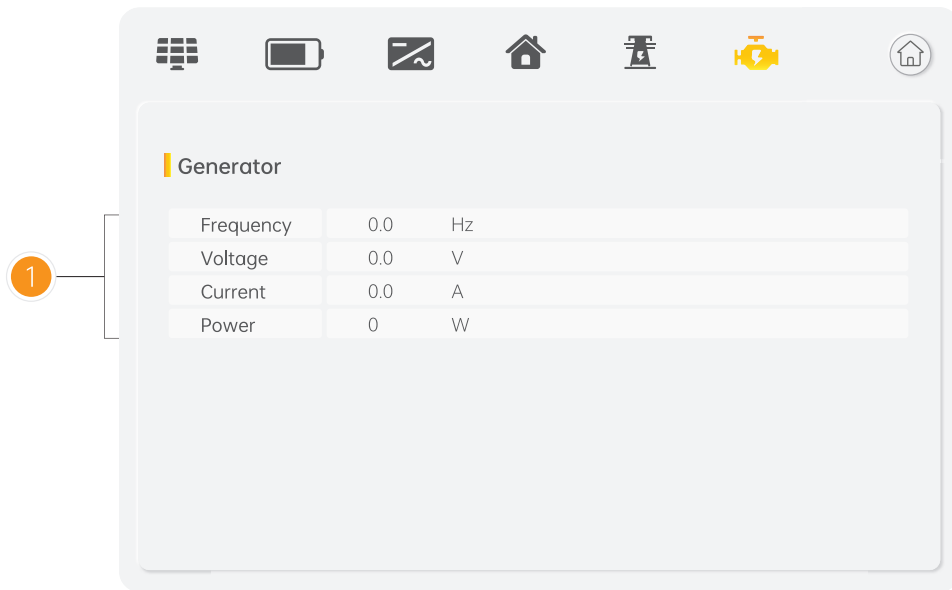 Generator
Frequency 0.0 Hz
Voltage 0.0 V
1
Current 0.0 A
Power 0 W